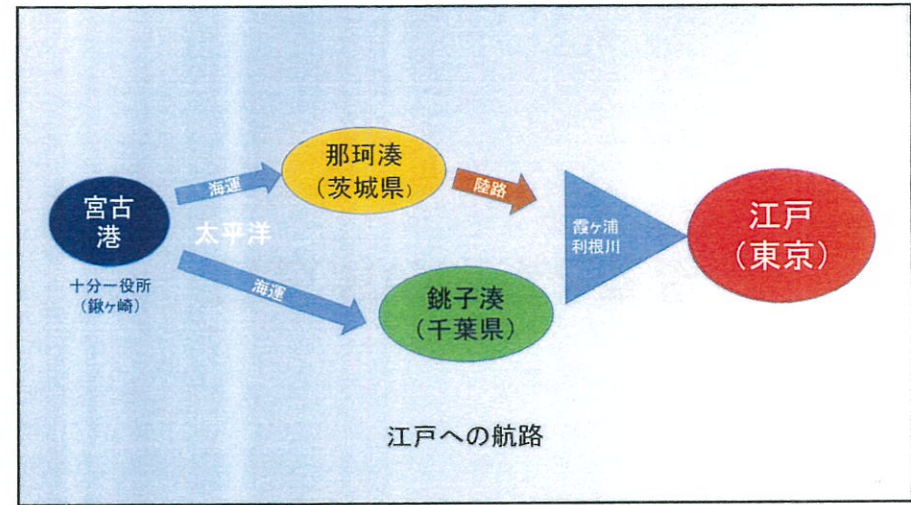 宮古
港
十分一役所
(鍬ヶ崎)
海運
太平洋
海運
那珂湊
(茨城県)
陸路
銚子湊
(千葉県)
霞ヶ浦
利根川
江戸
(東京)
江戸への航路